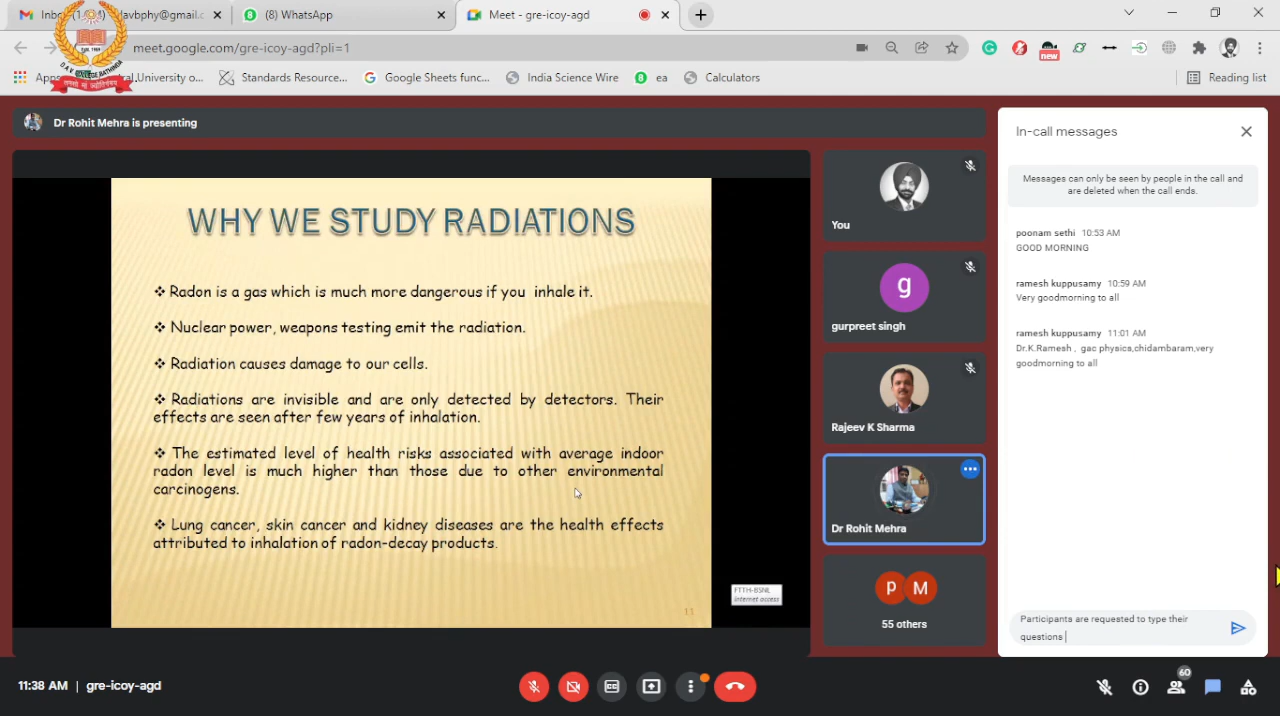 Inbox (1
davbphy@gmail.c
(8) WhatsApp
Meet - gre-icoy-agd
meet.google.com/gre-icoy-agd?pli=1
new
EST. 1969
D.A.V. COLLEGE BATHINDA
University o...
Standards Resource...
Google Sheets func...
India Science Wire
ea
Calculators
Reading list
Dr Rohit Mehra is presenting
WHY WE STUDY RADIATIONS
❖ Radon is a gas which is much more dangerous if you inhale it.
❖ Nuclear power, weapons testing emit the radiation.
❖ Radiation causes damage to our cells.
❖ Radiations are invisible and are only detected by detectors. Their
effects are seen after few years of inhalation.
❖ The estimated level of health risks associated with average indoor
radon level is much higher than those due to other environmental
carcinogens.
❖ Lung cancer, skin cancer and kidney diseases are the health effects
attributed to inhalation of radon-decay products.
FTTH-BSNL
Internet access
11
You
g
gurpreet singh
Rajeev K Sharma
Dr Rohit Mehra
P M
55 others
In-call messages
Messages can only be seen by people in the call and
are deleted when the call ends.
poonam sethi 10:53 AM
GOOD MORNING
ramesh kuppusamy 10:59 AM
Very goodmorning to all
ramesh kuppusamy 11:01 AM
Dr.K.Ramesh , gac physics,chidambaram,very
goodmorning to all
Participants are requested to type their
questions
11:38 AM | gre-icoy-agd
60